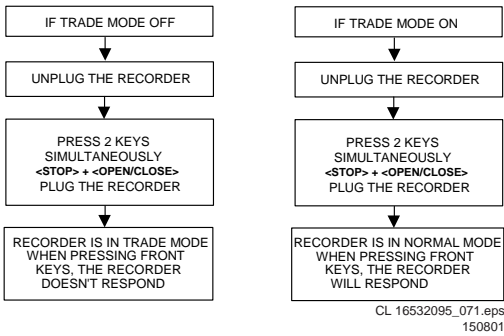 IF TRADE MODE OFF
UNPLUG THE RECORDER
PRESS 2 KEYS
SIMULTANEOUSLY
<STOP> + <OPEN/CLOSE>
PLUG THE RECORDER
RECORDER IS IN TRADE MODE
WHEN PRESSING FRONT
KEYS, THE RECORDER
DOESN'T RESPOND
IF TRADE MODE ON
UNPLUG THE RECORDER
PRESS 2 KEYS
SIMULTANEOUSLY
<STOP> + <OPEN/CLOSE>
PLUG THE RECORDER
RECORDER IS IN NORMAL MODE
WHEN PRESSING FRONT
KEYS, THE RECORDER
WILL RESPOND
CL 16532095_071.eps
150801